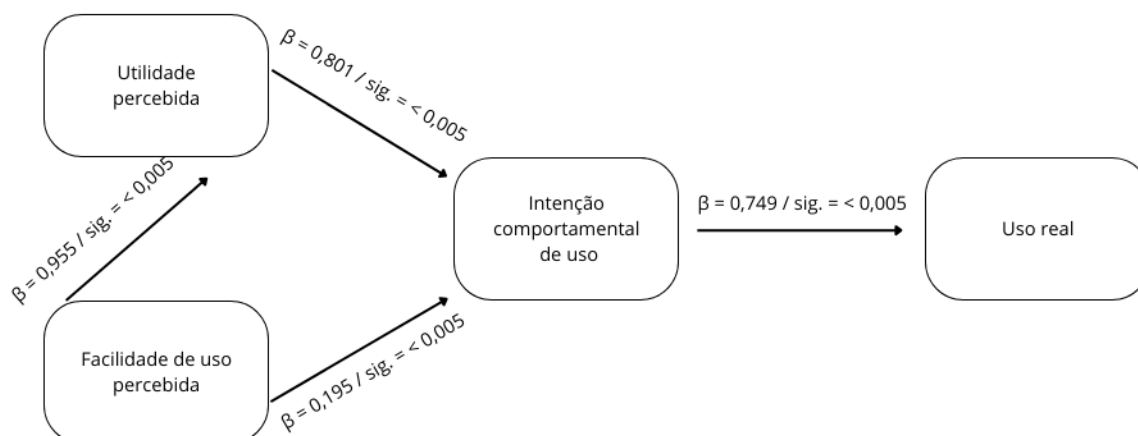 Utilidade
percebida
β = 0,801 / sig. = < 0,005
β = 0,955 / sig. = < 0,005
Intenção
comportamental
de uso
β = 0,749 / sig. = < 0,005
Uso real
Facilidade de uso
percebida
β = 0,195 / sig. = < 0,005